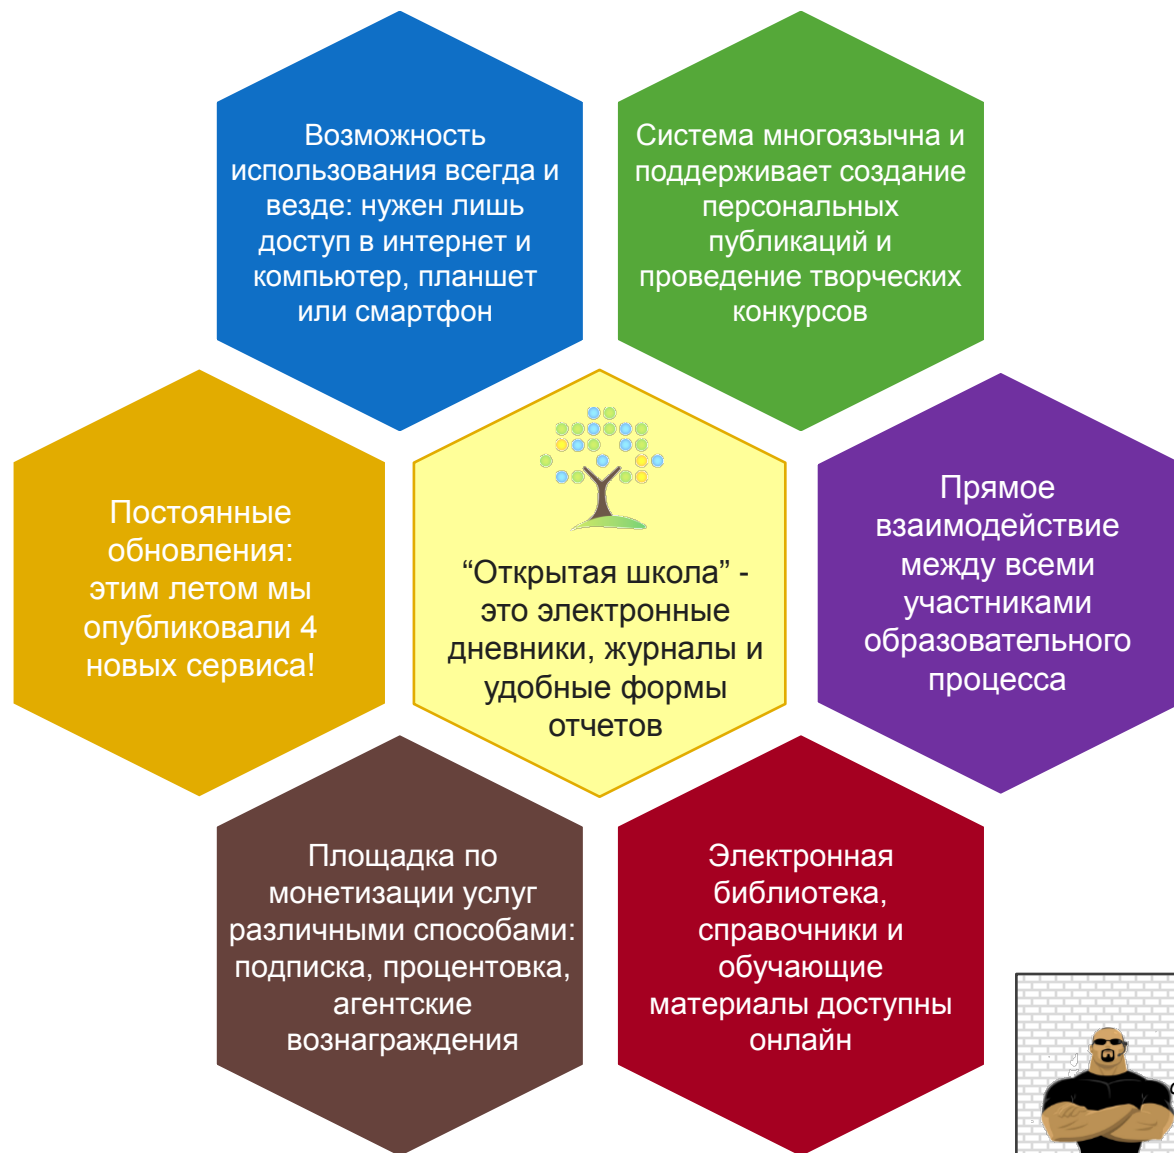 Возможность
использования всегда и
везде: нужен лишь
доступ в интернет и
компьютер, планшет
или смартфон
Система многоязычна и
поддерживает создание
персональных
публикаций и
проведение творческих
конкурсов
Постоянные
обновления:
этим летом мы
опубликовали 4
новых сервиса!
“Открытая школа” -
это электронные
дневники, журналы и
удобные формы
отчетов
Прямое
взаимодействие
между всеми
участниками
образовательного
процесса
Площадка по
монетизации услуг
различными способами:
подписка, процентовка,
агентские
вознаграждения
Электронная
библиотека,
справочники и
обучающие
материалы доступны
онлайн